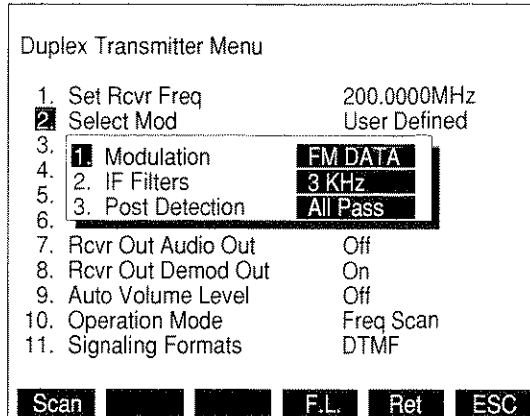 Duplex Transmitter Menu
1. Set Rcvr Freq 200.0000MHz
2. Select Mod User Defined
3.
1. Modulation FM DATA
4.
2. IF Filters 3 KHz
5.
3. Post Detection All Pass
6.
7. Rcvr Out Audio Out Off
8. Rcvr Out Demod Out On
9. Auto Volume Level Off
10. Operation Mode Freq Scan
11. Signaling Formats DTMF
Scan F.L. Ret ESC